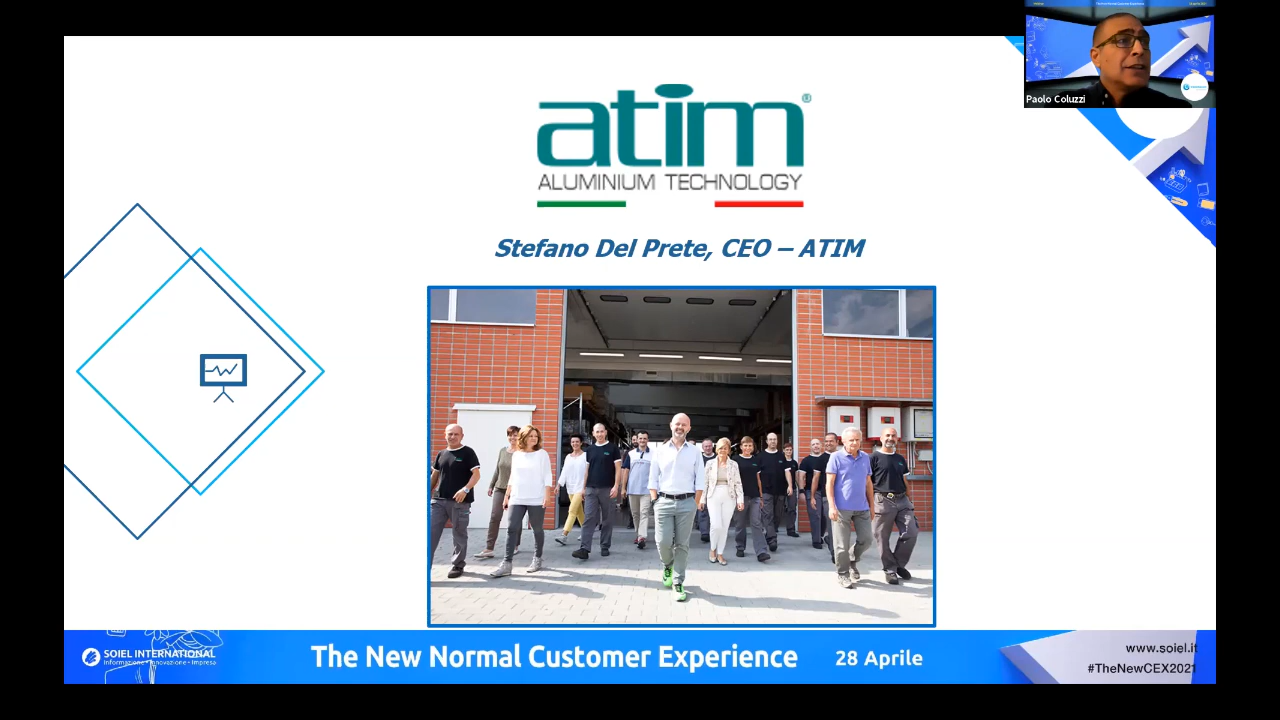 Paolo Coluzzi
atim®
ALUMINIUM TECHNOLOGY
Stefano Del Prete, CEO – ATIM
SOIEL INTERNATIONAL
Informazione • Innovazione • Impresa
The New Normal Customer Experience
28 Aprile
www.soiel.it
#TheNewCEX2021